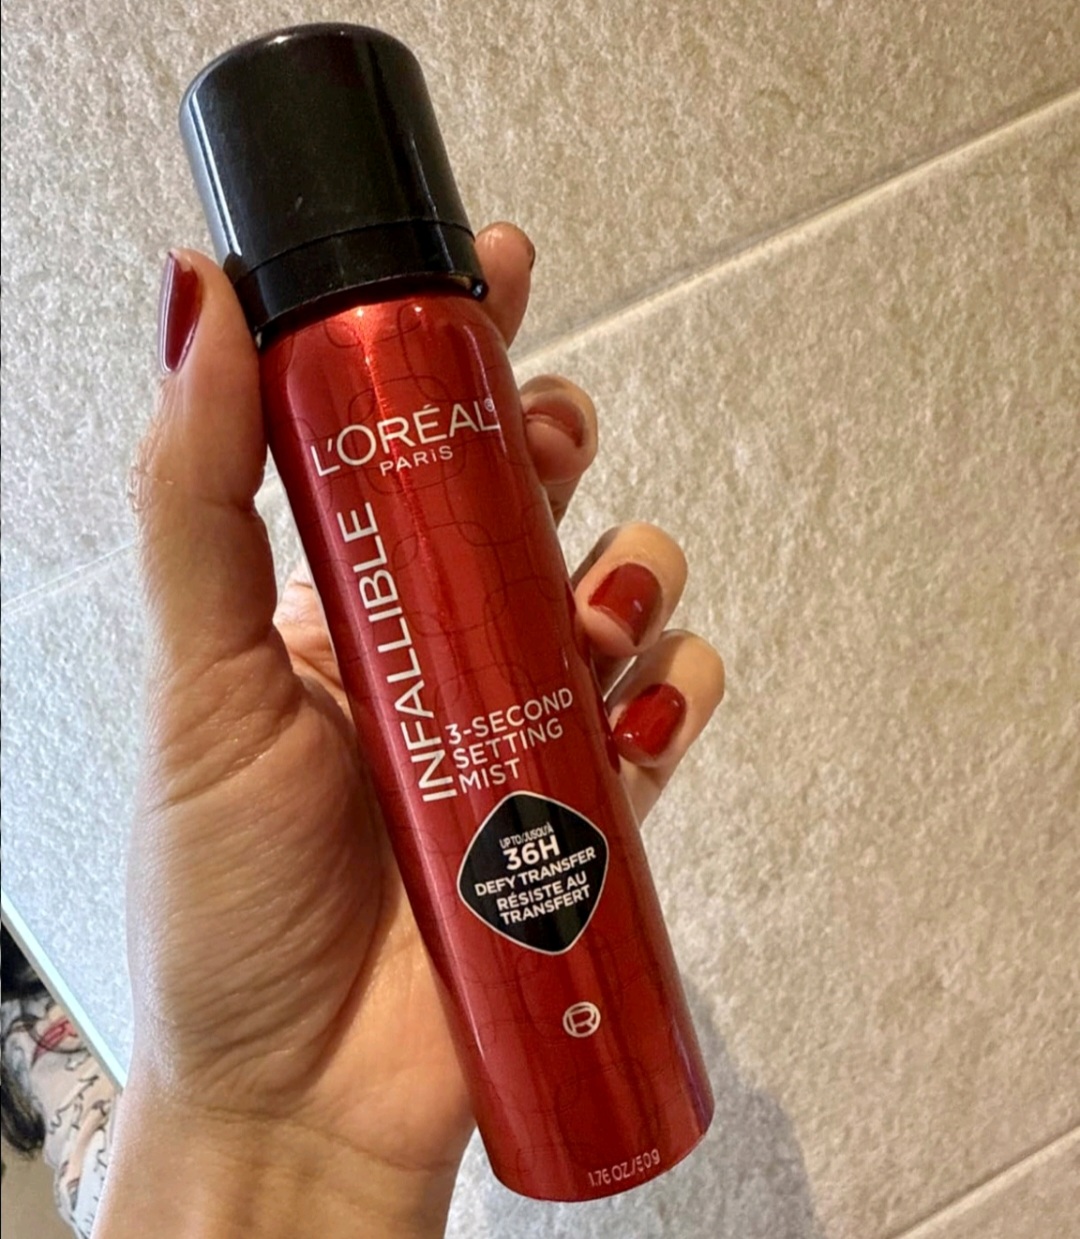 L'ORÉAL®
PARiS
INFALLIBLE
3-SECOND
SETTING
MIST
UP TO/JUSQU'À
36H
DEFY TRANSFER
RÉSISTE AU
TRANSFERT
R
1.76 OZ/50g